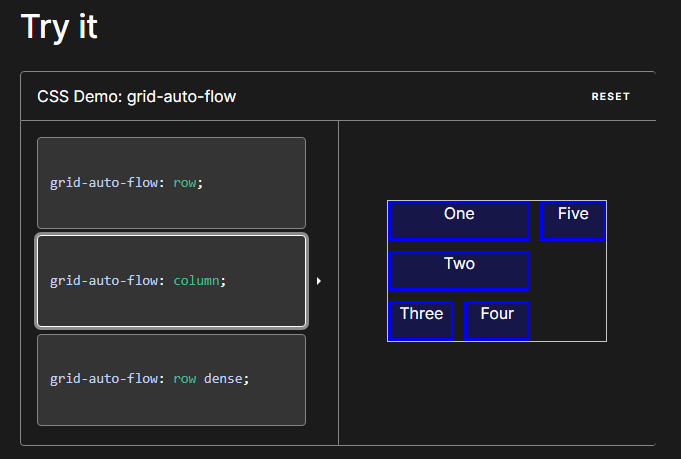 Try it
CSS Demo: grid-auto-flow
RESET
grid-auto-flow: row;
grid-auto-flow: column;
grid-auto-flow: row dense;
One
Five
Two
Three
Four